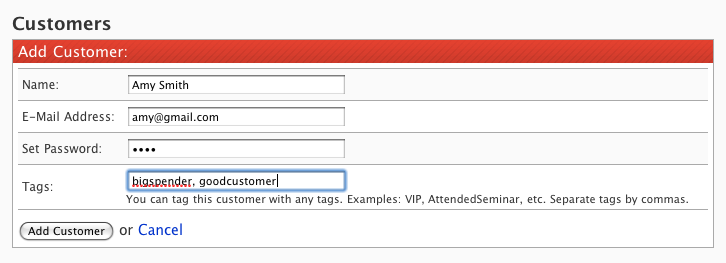 Customers
Add Customer:
Name: Amy Smith
E-Mail Address: amy@gmail.com
Set Password: ••••
Tags: bigspender, goodcustomer
You can tag this customer with any tags. Examples: VIP, AttendedSeminar, etc. Separate tags by commas.
Add Customer or Cancel